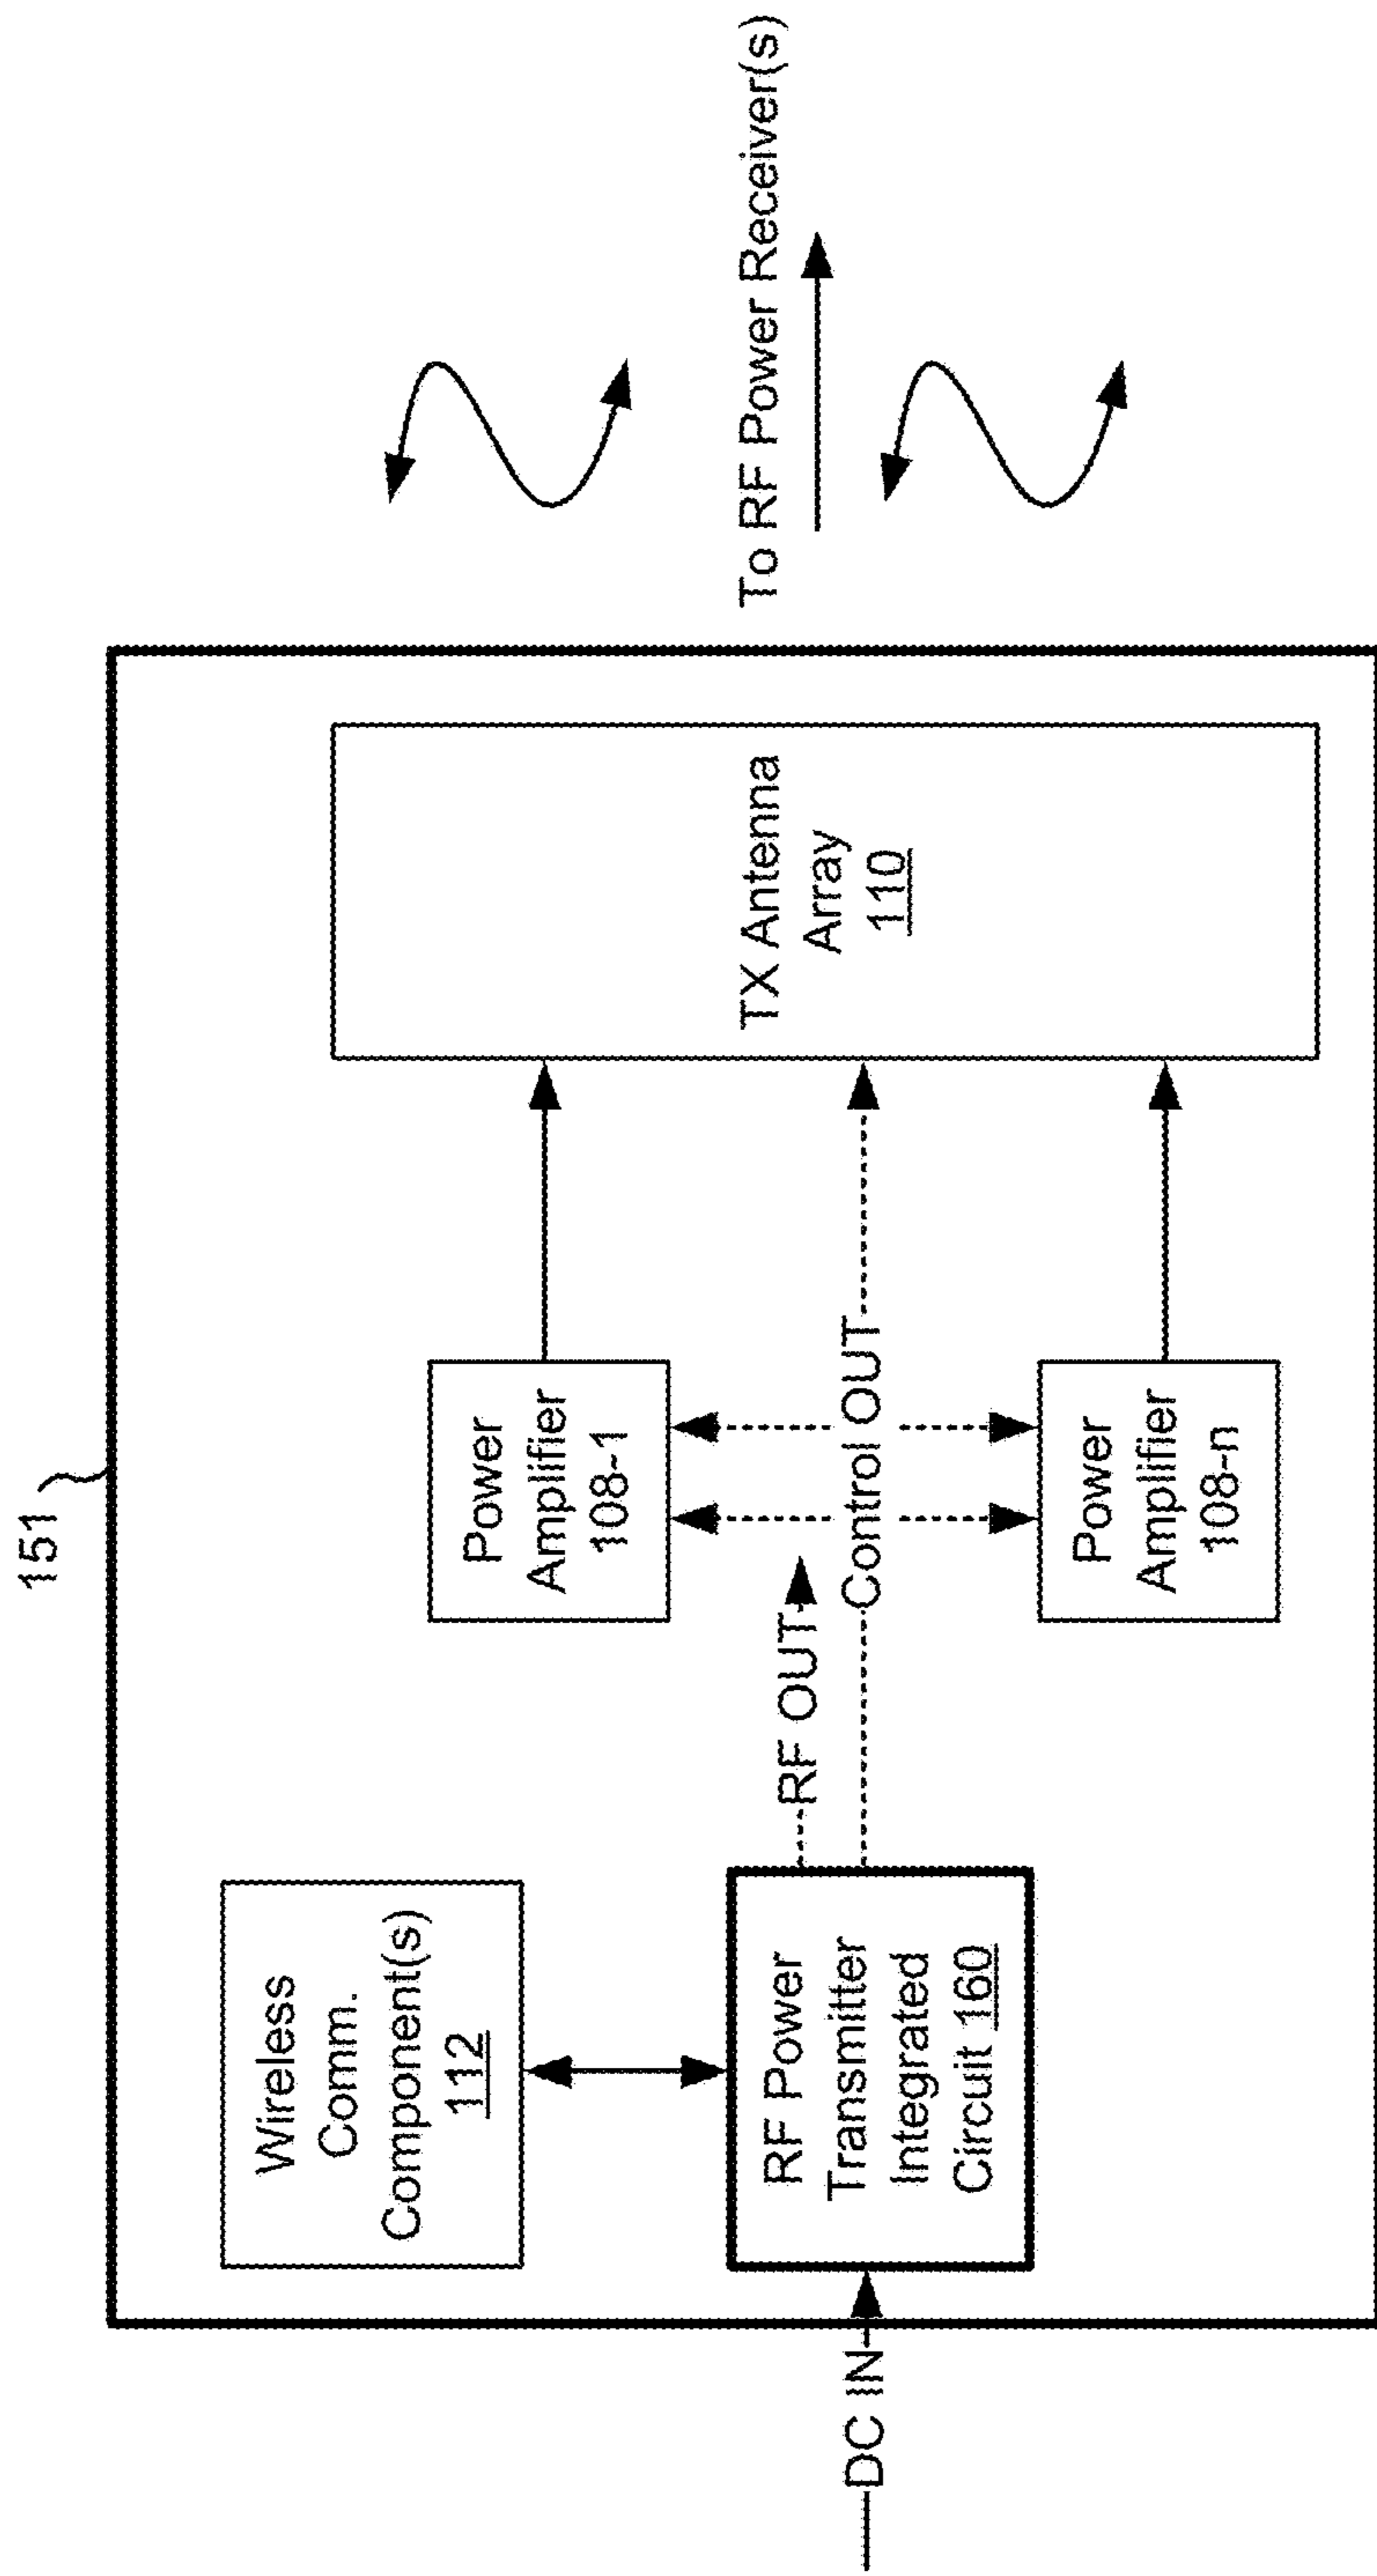 151
Wireless
Comm.
Component(s)
112
DC IN
RF Power
Transmitter
Integrated
Circuit 160
RF OUT
Control OUT
Power
Amplifier
108-1
Power
Amplifier
108-n
TX Antenna
Array
110
To RF Power Receiver(s)